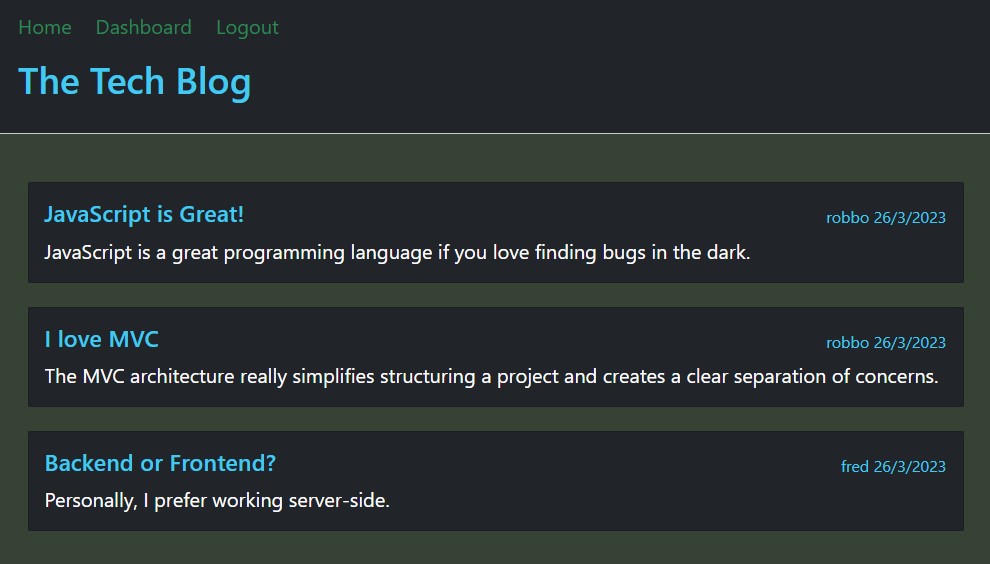 Home Dashboard Logout
The Tech Blog
JavaScript is Great! robbo 26/3/2023
JavaScript is a great programming language if you love finding bugs in the dark.
I love MVC robbo 26/3/2023
The MVC architecture really simplifies structuring a project and creates a clear separation of concerns.
Backend or Frontend? fred 26/3/2023
Personally, I prefer working server-side.